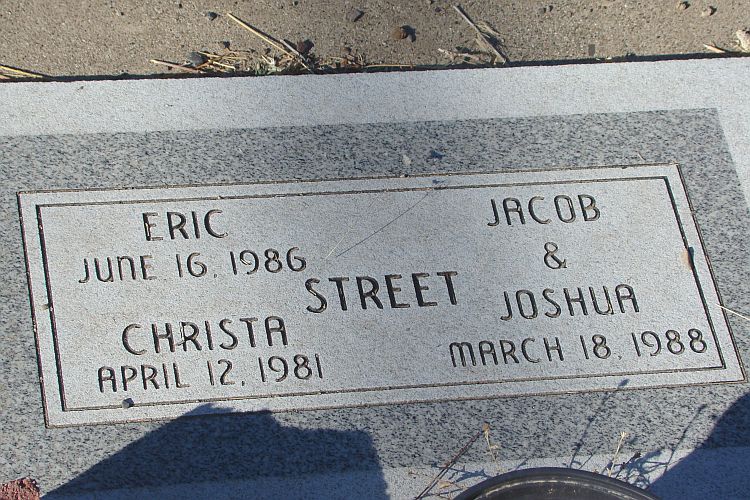 ERIC
JUNE 16, 1986
JACOB
&
JOSHUA
MARCH 18, 1988
STREET
CHRISTA
APRIL 12, 1981